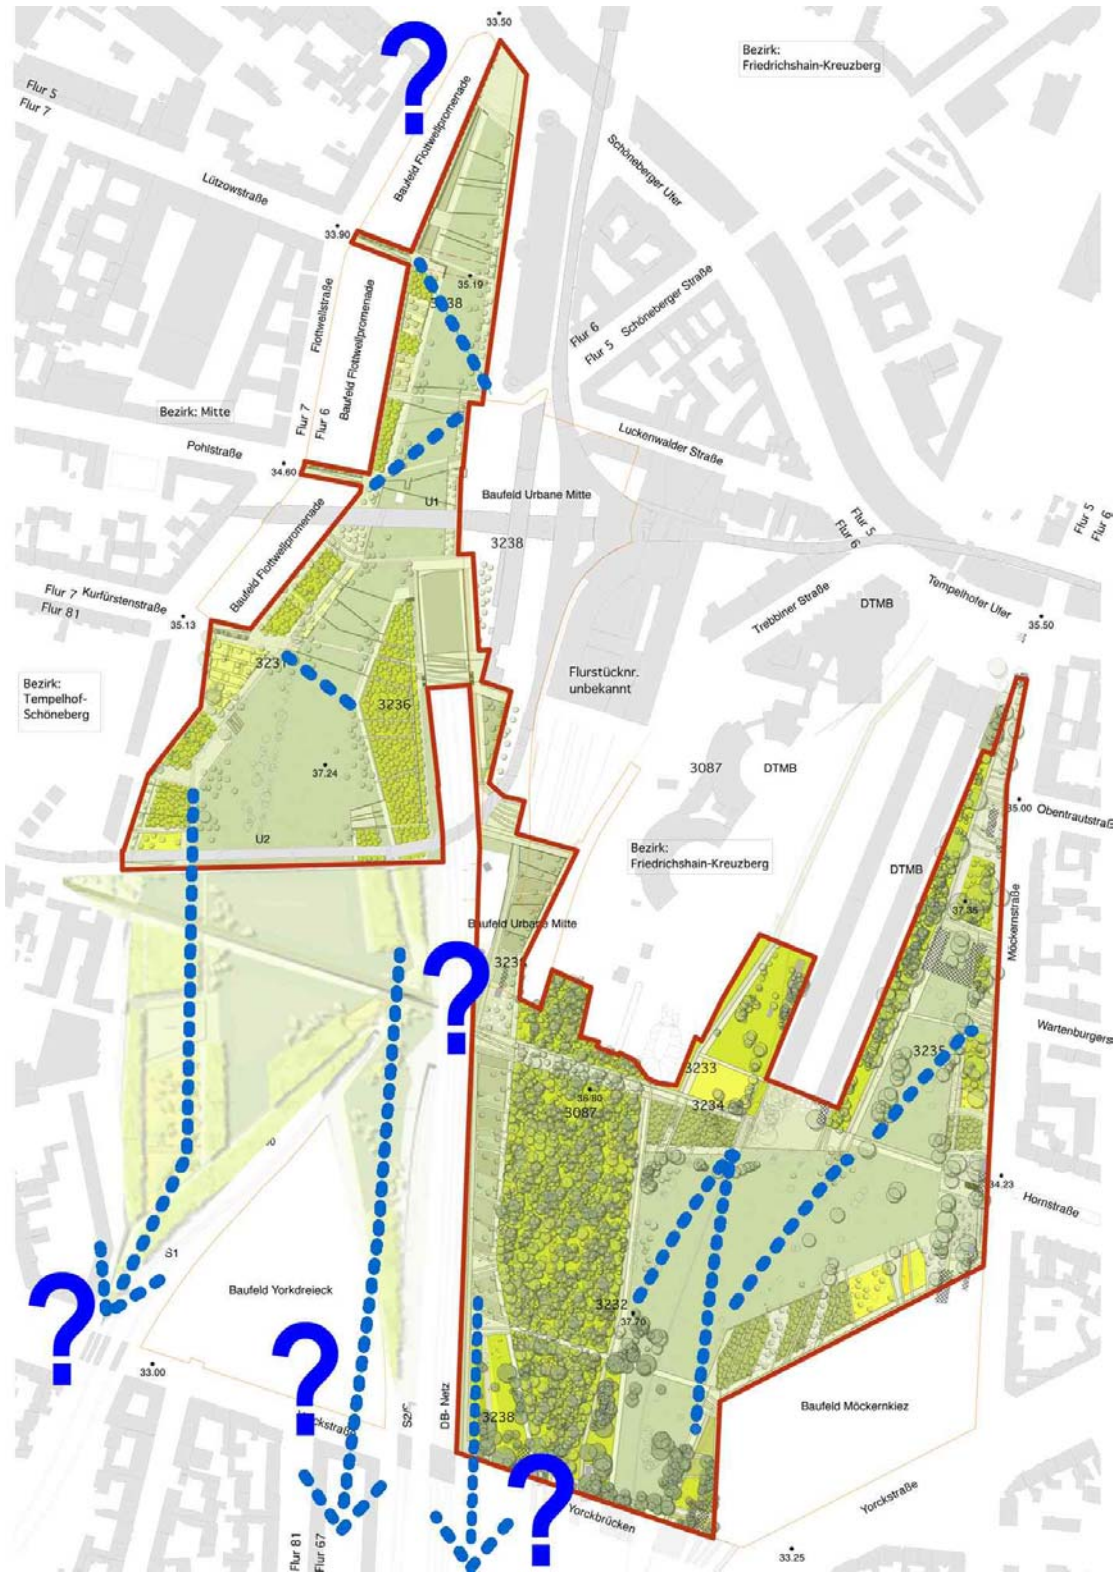 33.50
Bezirk:
Friedrichshain-Kreuzberg
?
Flur 5
Flur 7
Baufeld Flottwellpromenade
Schöneberger Ufer
Lützowstraße
33.90
35.19
Schöneberger Straße
Flur 6
Flur 5
Flottwellstraße
Baufeld Flottwellpromenade
Bezirk: Mitte
Flur 7
Flur 6
Pohlstraße
34.60
Luckenwalder Straße
U1
Baufeld Urbane Mitte
Flur 5
Flur 6
Flur 5
Flur 6
3238
Baufeld Flottwellpromenade
Flur 7
Flur 81
Kurfürstenstraße
35.13
Trebbiner Straße
DTMB
Tempelhofer Ufer
35.50
Bezirk:
Tempelhof-
Schöneberg
3236
Flurstücknr.
unbekannt
37.24
3087
DTMB
35.00
Obentrautstraß
U2
Bezirk:
Friedrichshain-Kreuzberg
DTMB
37.35
Möckernstraße
Baufeld Urbane Mitte
?
3235
Wartenburgers
3233
3234
3087
34.23
Hornstraße
S1
Baufeld Yorkdreieck
?
3232
37.70
33.00
?
DB- Netz
3238
Baufeld Möckernkiez
?
Yorckbrücken
Yorckstraße
Flur 81
Flur 67
33.25